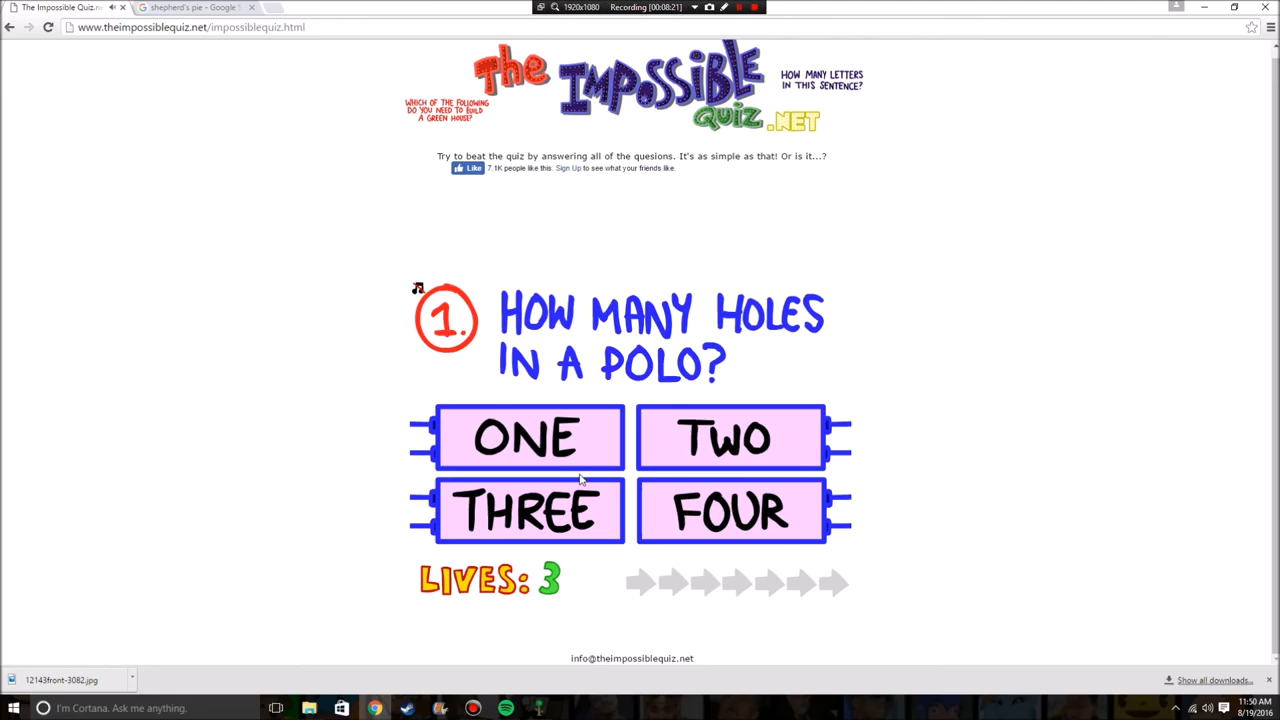 The Impossible Quiz.ne
shepherd's pie - Google S
1920x1080
Recording [00:08:21]
www.theimpossiblequiz.net/impossiblequiz.html
The IMPOSSIBLE QUIZ .NET
WHICH OF THE FOLLOWING
DO YOU NEED TO BUILD
A GREEN HOUSE?
HOW MANY LETTERS
IN THIS SENTENCE?
Try to beat the quiz by answering all of the quesions. It's as simple as that! Or is it...?
Like 7.1K people like this. Sign Up to see what your friends like.
1. HOW MANY HOLES
IN A POLO?
ONE TWO
THREE FOUR
LIVES: 3
info@theimpossiblequiz.net
12143front-3082.jpg
Show all downloads...
I'm Cortana. Ask me anything.
11:50 AM
8/19/2016